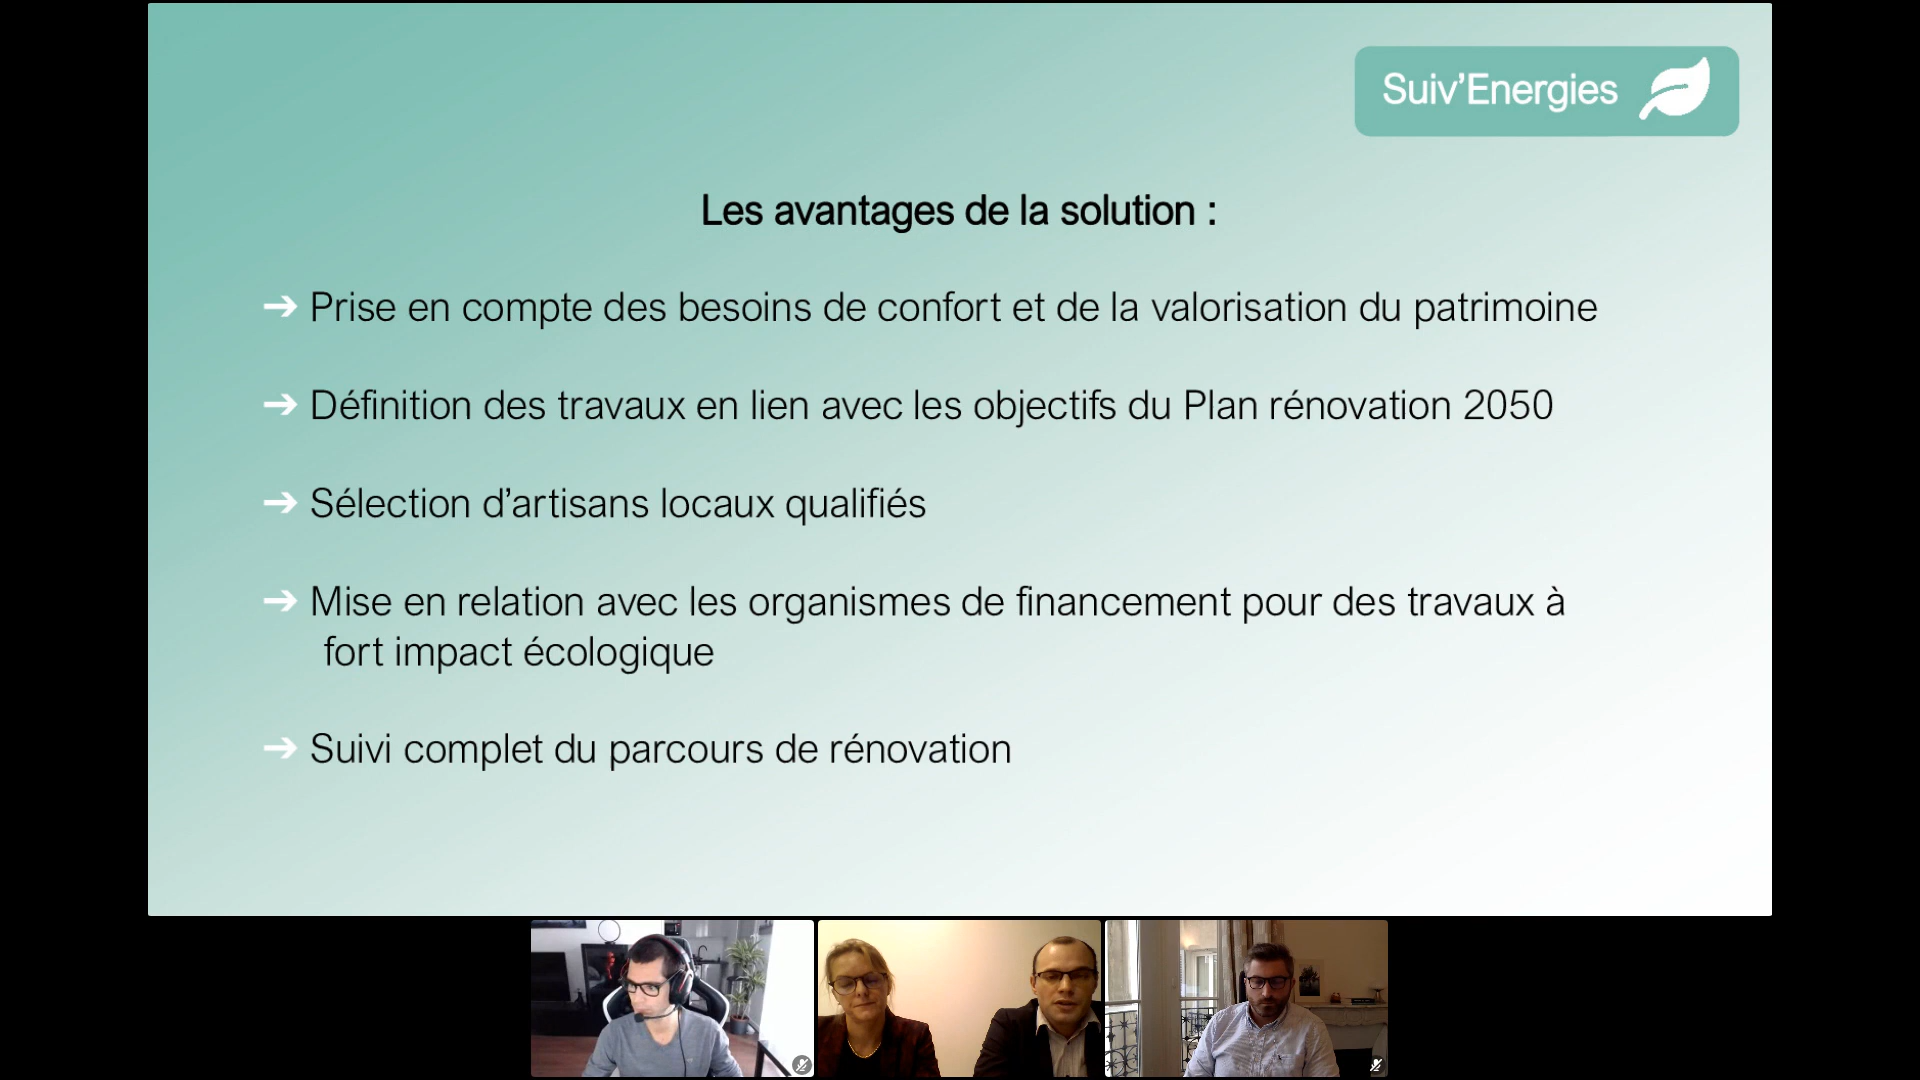 Suiv'Energies
Les avantages de la solution :
➔ Prise en compte des besoins de confort et de la valorisation du patrimoine
➔ Définition des travaux en lien avec les objectifs du Plan rénovation 2050
➔ Sélection d’artisans locaux qualifiés
➔ Mise en relation avec les organismes de financement pour des travaux à
fort impact écologique
➔ Suivi complet du parcours de rénovation